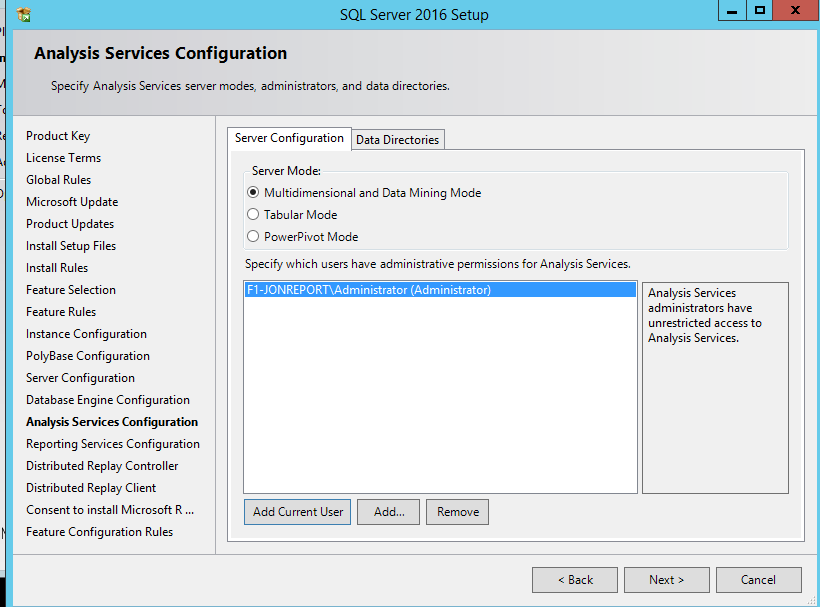 SQL Server 2016 Setup
Analysis Services Configuration
Specify Analysis Services server modes, administrators, and data directories.
Product Key
License Terms
Global Rules
Microsoft Update
Product Updates
Install Setup Files
Install Rules
Feature Selection
Feature Rules
Instance Configuration
PolyBase Configuration
Server Configuration
Database Engine Configuration
Analysis Services Configuration
Reporting Services Configuration
Distributed Replay Controller
Distributed Replay Client
Consent to install Microsoft R ...
Feature Configuration Rules
Server Configuration
Data Directories
Server Mode:
Multidimensional and Data Mining Mode
Tabular Mode
PowerPivot Mode
Specify which users have administrative permissions for Analysis Services.
F1-JONREPORT\Administrator (Administrator)
Analysis Services
administrators have
unrestricted access to
Analysis Services.
Add Current User
Add...
Remove
< Back
Next >
Cancel